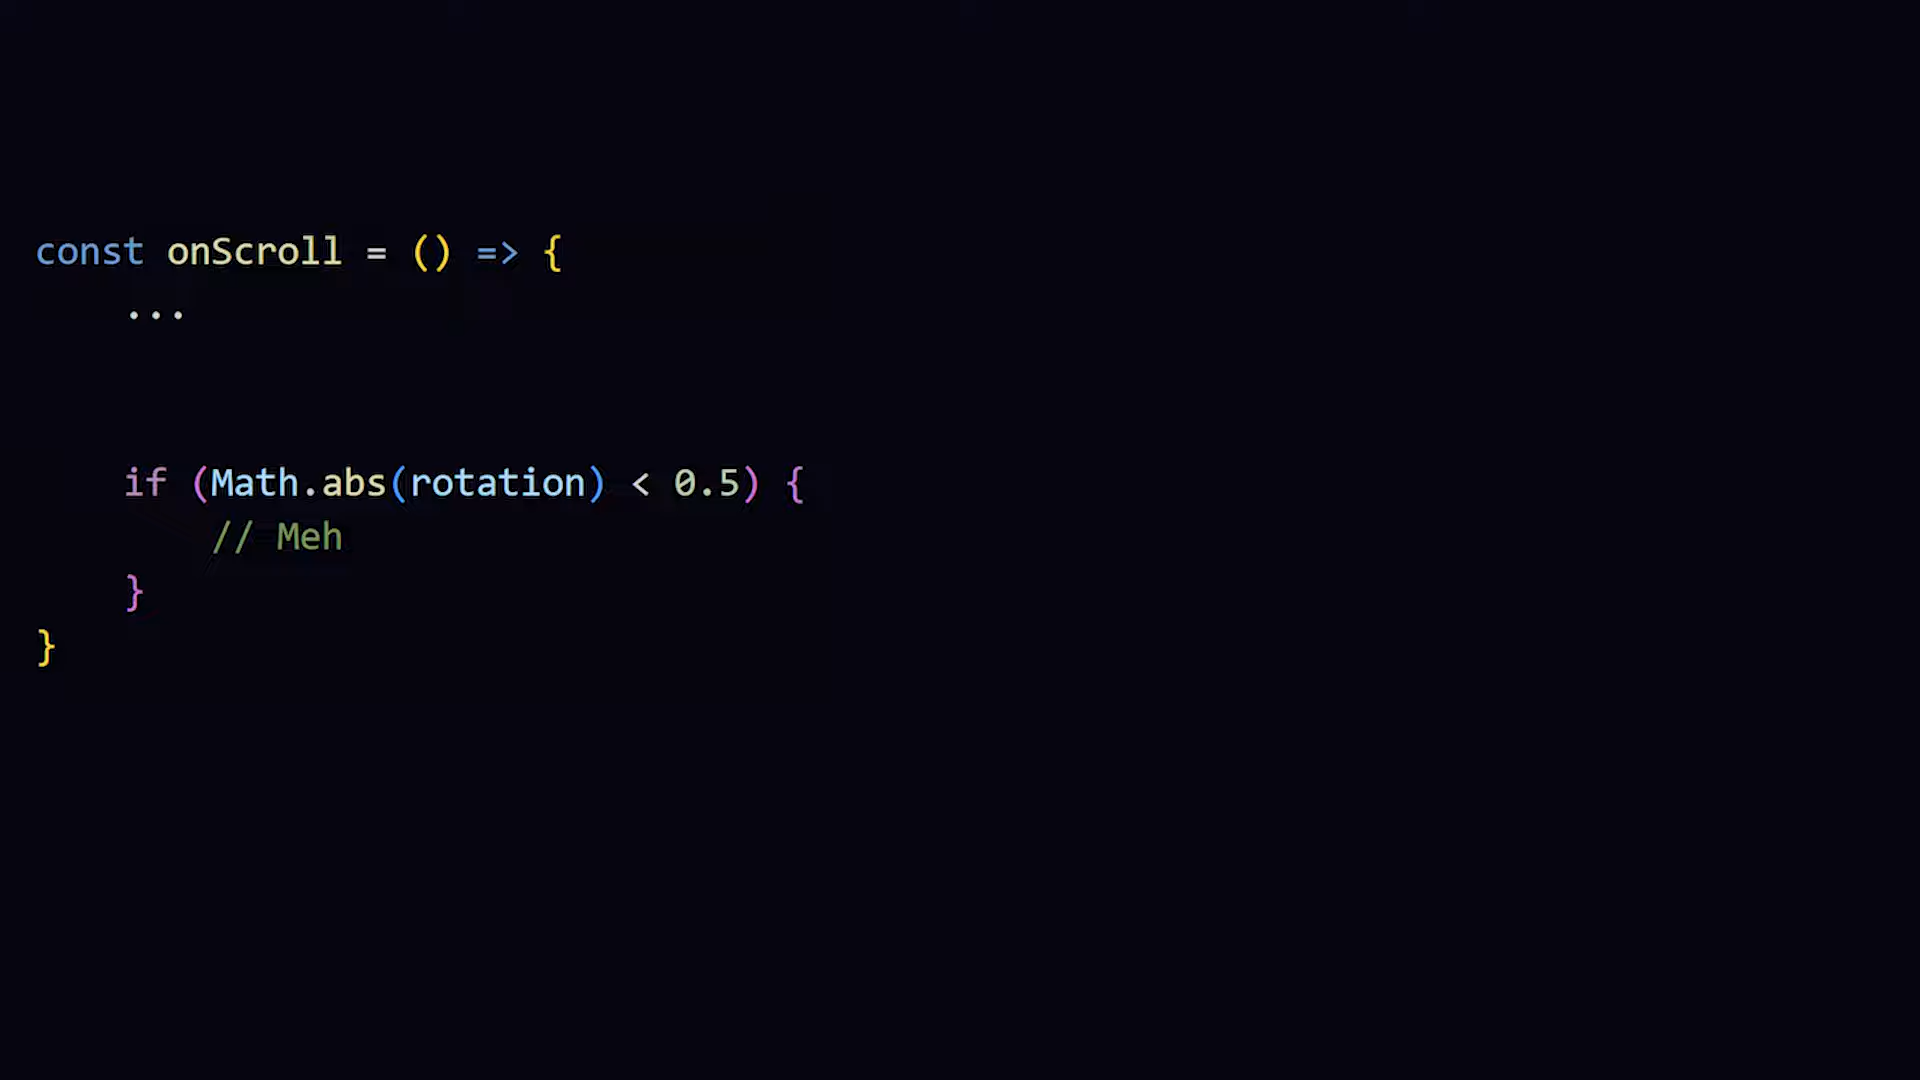 const onScroll = () => {
...
if (Math.abs(rotation) < 0.5) {
// Meh
}
}